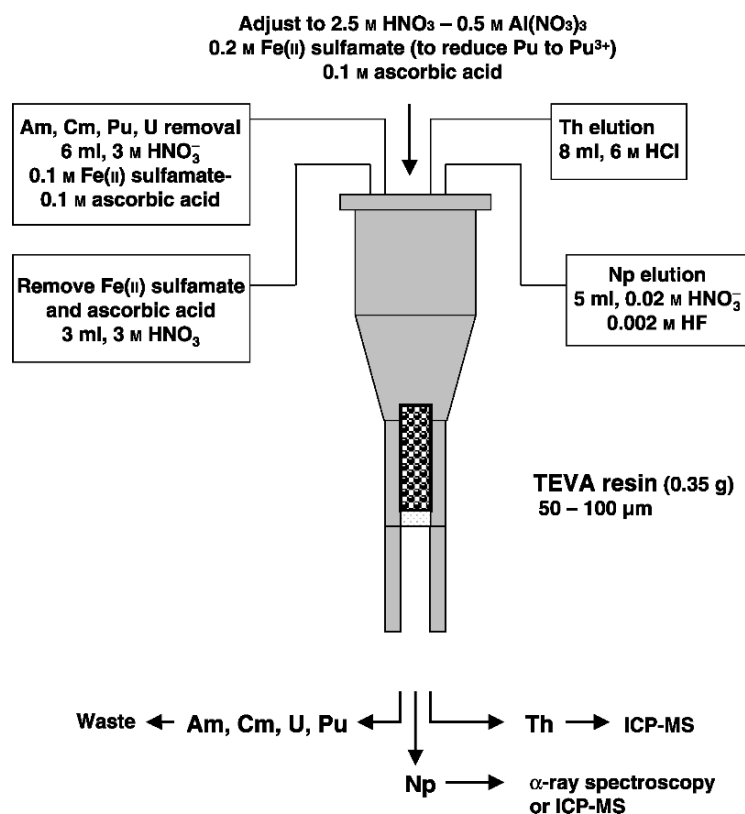 Adjust to 2.5 M HNO₃ – 0.5 M Al(NO₃)₃
0.2 M Fe(II) sulfamate (to reduce Pu to Pu³⁺)
0.1 M ascorbic acid
Am, Cm, Pu, U removal
6 ml, 3 M HNO₃⁻
0.1 M Fe(II) sulfamate-
0.1 M ascorbic acid
Th elution
8 ml, 6 M HCl
Remove Fe(II) sulfamate
and ascorbic acid
3 ml, 3 M HNO₃
Np elution
5 ml, 0.02 M HNO₃⁻
0.002 M HF
TEVA resin (0.35 g)
50 – 100 µm
Waste Am, Cm, U, Pu Th ICP-MS
Np α-ray spectroscopy
or ICP-MS